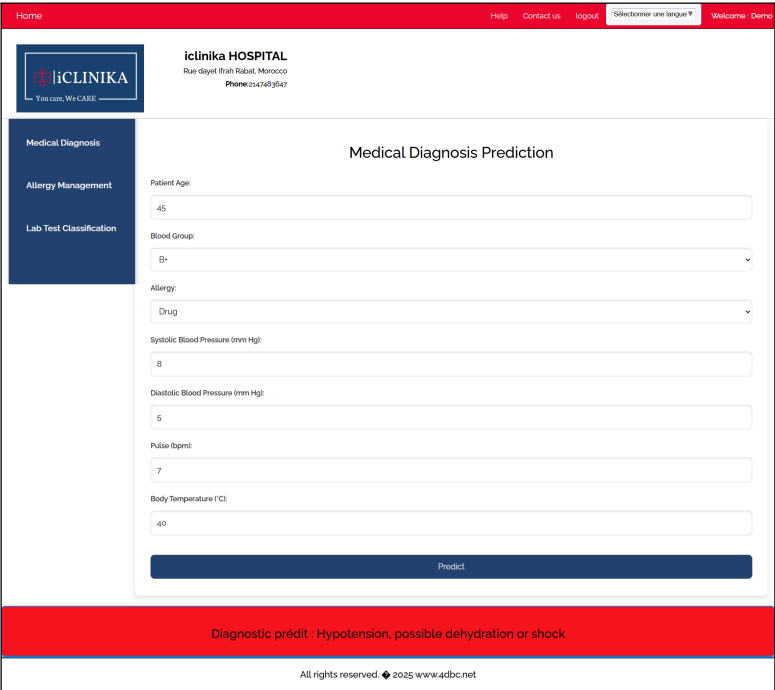 Home
Help
Contact us
logout
Sélectionner une langue▼
Welcome : Demo
iCLINIKA
You care, We CARE
iclinika HOSPITAL
Rue dayet Ifrah Rabat, Morocco
Phone:2147483647
Medical Diagnosis
Allergy Management
Lab Test Classification
Medical Diagnosis Prediction
Patient Age:
45
Blood Group:
B+
Allergy:
Drug
Systolic Blood Pressure (mm Hg):
8
Diastolic Blood Pressure (mm Hg):
5
Pulse (bpm):
7
Body Temperature (°C):
40
Predict
Diagnostic prédit : Hypotension, possible dehydration or shock
All rights reserved. � 2025 www.4dbc.net